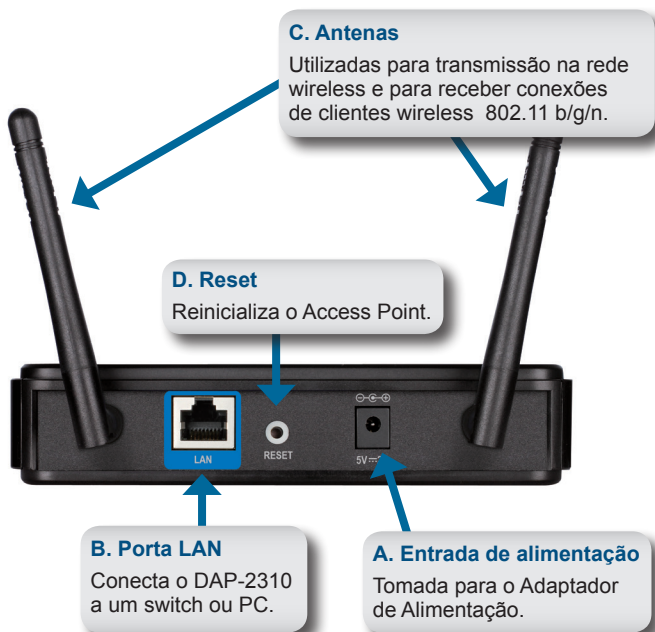 C. Antenas
Utilizadas para transmissão na rede
wireless e para receber conexões
de clientes wireless 802.11 b/g/n.
D. Reset
Reinicializa o Access Point.
LAN
RESET
5V
B. Porta LAN
Conecta o DAP-2310
a um switch ou PC.
A. Entrada de alimentação
Tomada para o Adaptador
de Alimentação.